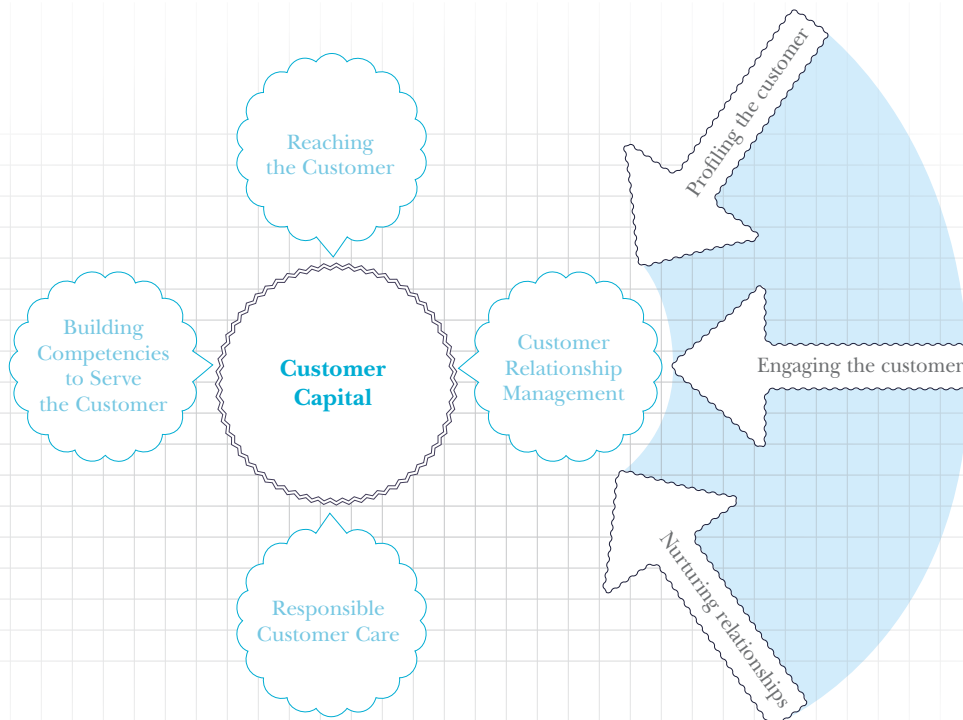 Reaching
the Customer
Profiling the customer
Building
Competencies
to Serve
the Customer
Customer
Capital
Customer
Relationship
Management
Engaging the customer
Responsible
Customer Care
Nurturing relationships